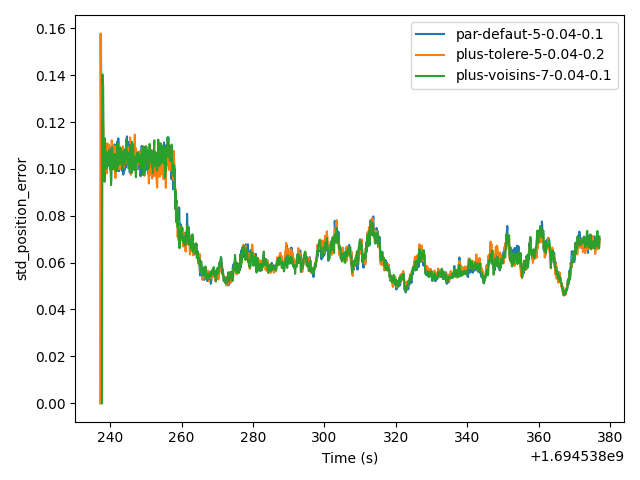 par-defaut-5-0.04-0.1
plus-tolere-5-0.04-0.2
plus-voisins-7-0.04-0.1
0.16
0.14
0.12
0.10
0.08
0.06
0.04
0.02
0.00
std_position_error
240 260 280 300 320 340 360 380
Time (s)
+1.694538e9